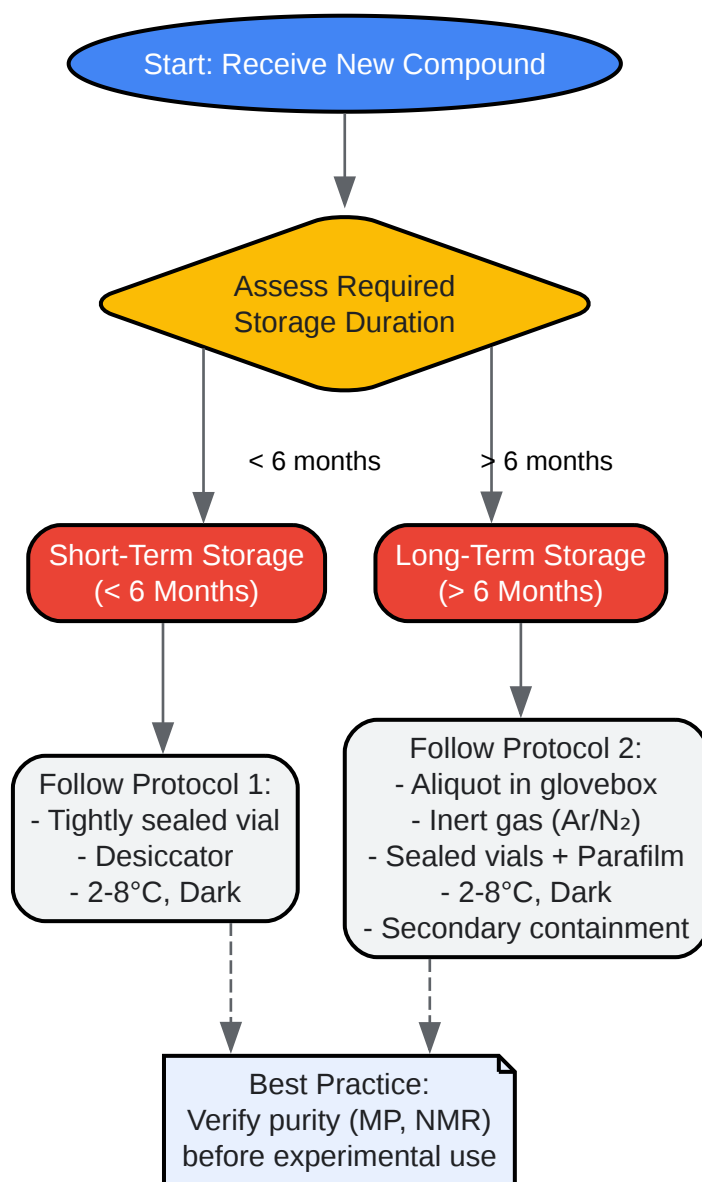 Start: Receive New Compound
Assess Required
Storage Duration
< 6 months
> 6 months
Short-Term Storage
(< 6 Months)
Long-Term Storage
(> 6 Months)
Follow Protocol 1:
- Tightly sealed vial
- Desiccator
- 2-8°C, Dark
Follow Protocol 2:
- Aliquot in glovebox
- Inert gas (Ar/N₂)
- Sealed vials + Parafilm
- 2-8°C, Dark
- Secondary containment
Best Practice:
Verify purity (MP, NMR)
before experimental use